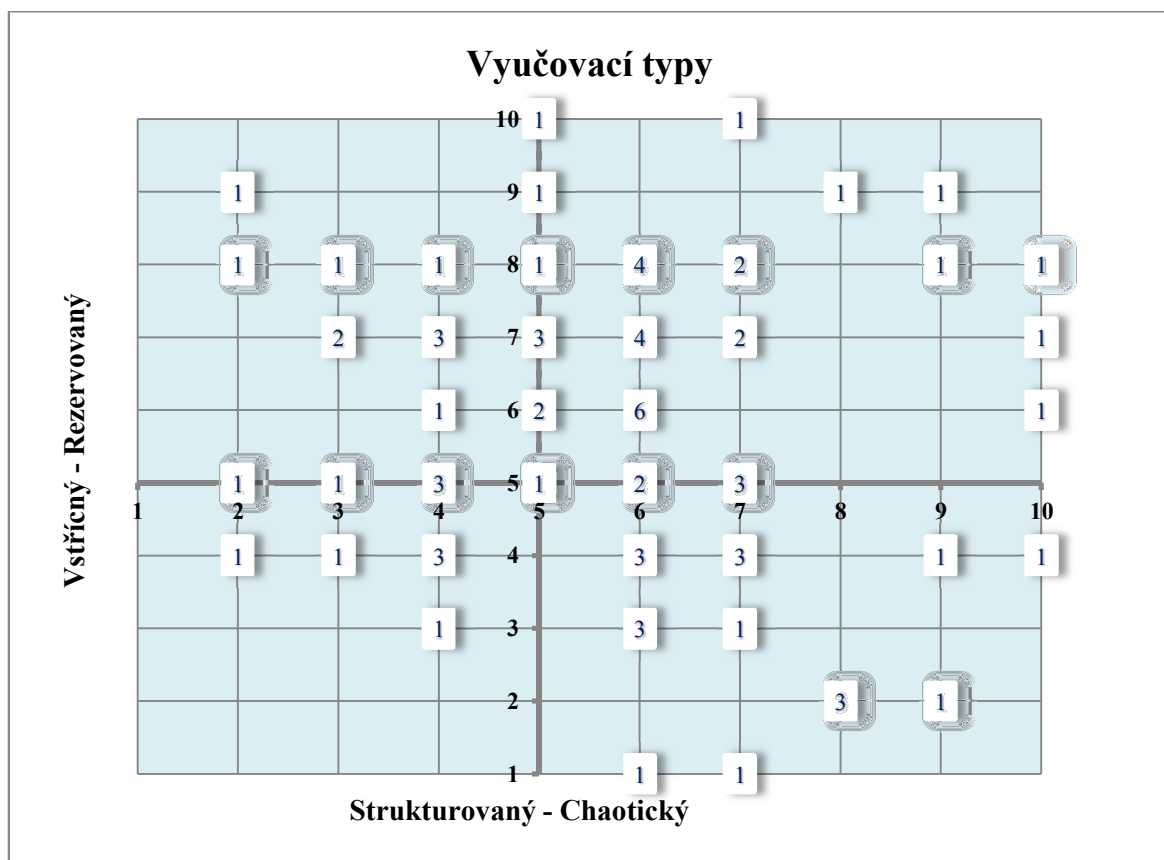 Vyučovací typy
10 1 1
1 9 1 1 1
1 1 1 8 1 4 2 1 1
2 3 7 3 4 2 1
1 6 2 6 1
1 1 3 5 1 2 3
1 2 3 4 5 6 7 8 9 10
1 1 3 4 3 3 1 1
1 3 3 1
2 3 1
1 1 1
Vstřícný - Rezervovaný
Strukturovaný - Chaotický